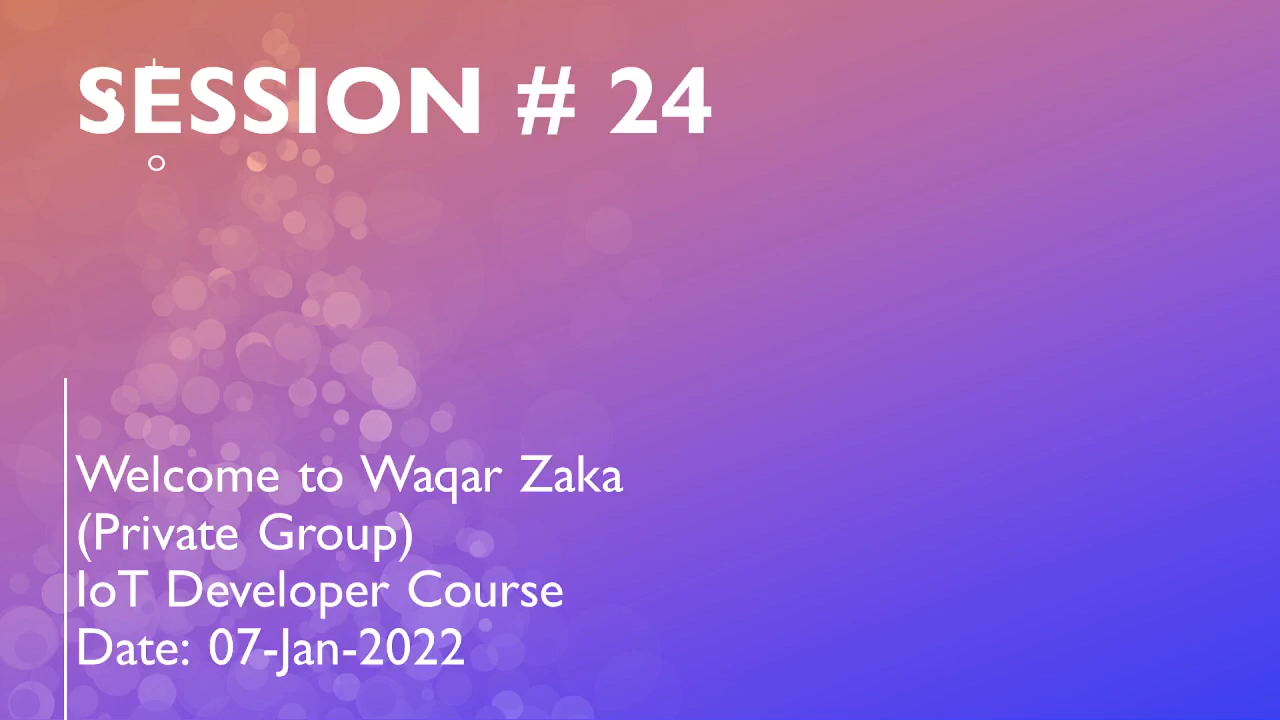 SESSION # 24
Welcome to Waqar Zaka
(Private Group)
IoT Developer Course
Date: 07-Jan-2022